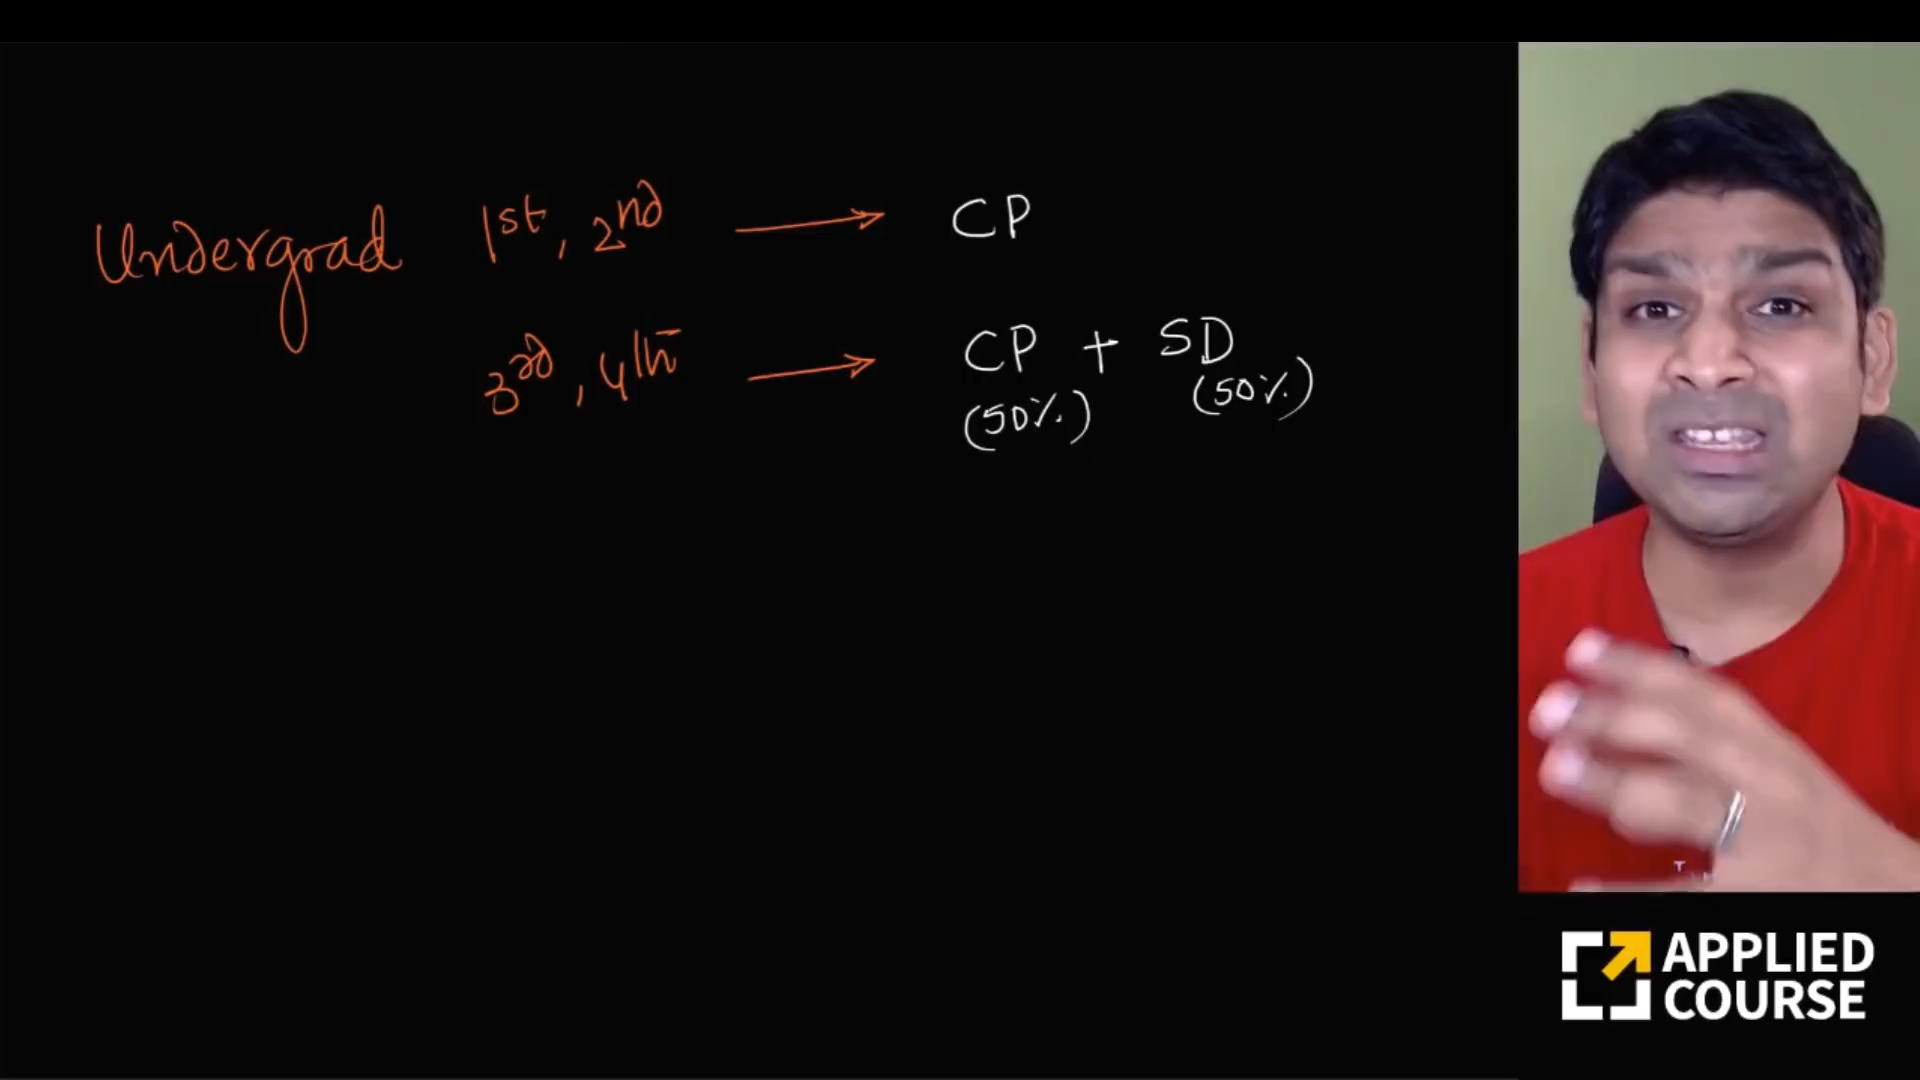 Undergrad 1st, 2nd → CP
3rd, 4th → CP + SD
(50%) (50%)
APPLIED
COURSE